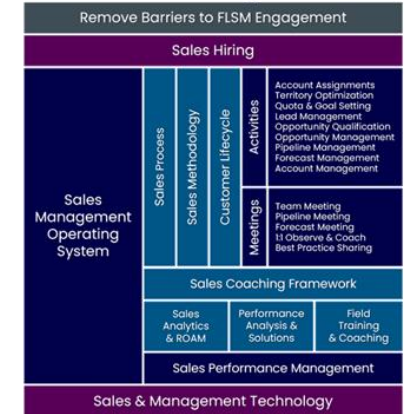 Remove Barriers to FLSM Engagement
Sales Hiring
Sales
Management
Operating
System
Sales Process
Sales Methodology
Customer Lifecycle
Activities
Account Assignments
Territory Optimization
Quota & Goal Setting
Lead Management
Opportunity Qualification
Opportunity Management
Pipeline Management
Forecast Management
Account Management
Meetings
Team Meeting
Pipeline Meeting
Forecast Meeting
1:1 Observe & Coach
Best Practice Sharing
Sales Coaching Framework
Sales
Analytics
& ROAM
Performance
Analysis &
Solutions
Field
Training
& Coaching
Sales Performance Management
Sales & Management Technology